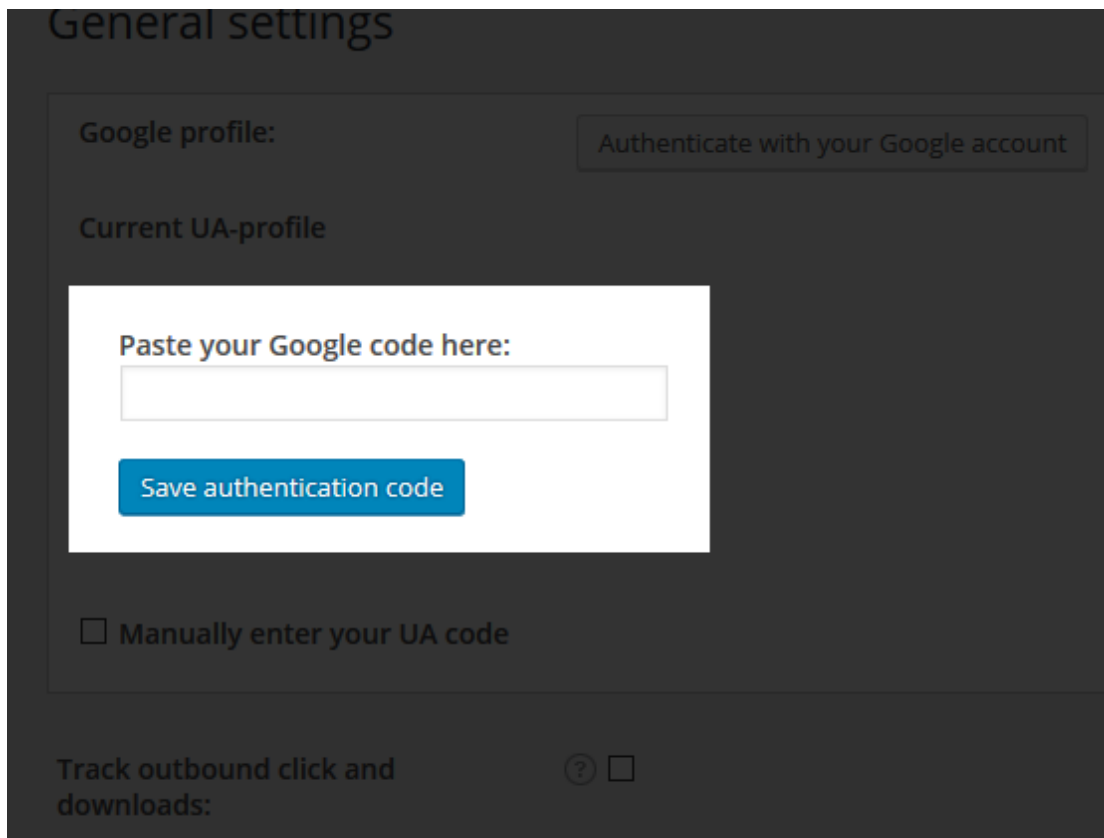 General settings
Google profile:
Authenticate with your Google account
Current UA-profile
Paste your Google code here:
Save authentication code
Manually enter your UA code
Track outbound click and
downloads:
?